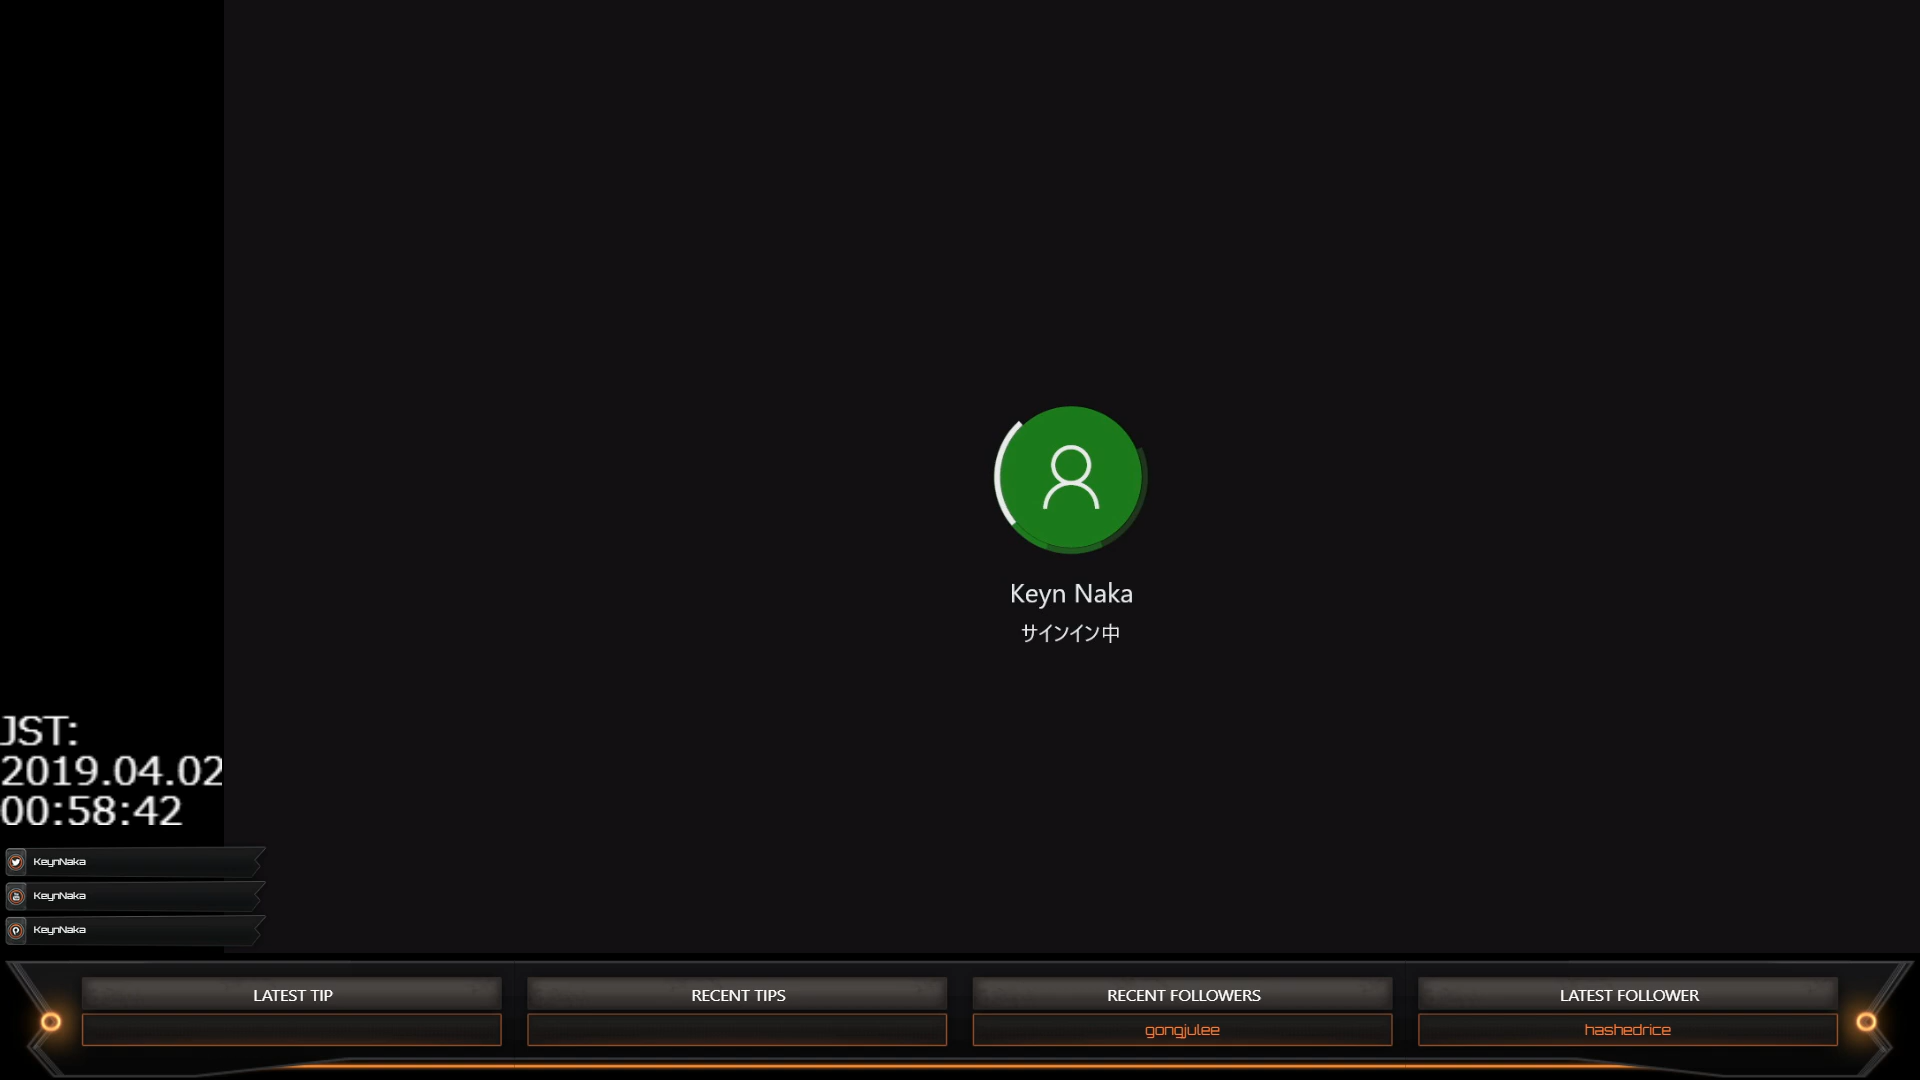 Keyn Naka
サインイン中
JST:
2019.04.02
00:58:42
KeynNaka
KeynNaka
KeynNaka
LATEST TIP
RECENT TIPS
RECENT FOLLOWERS
gongjulee
LATEST FOLLOWER
hashedrice